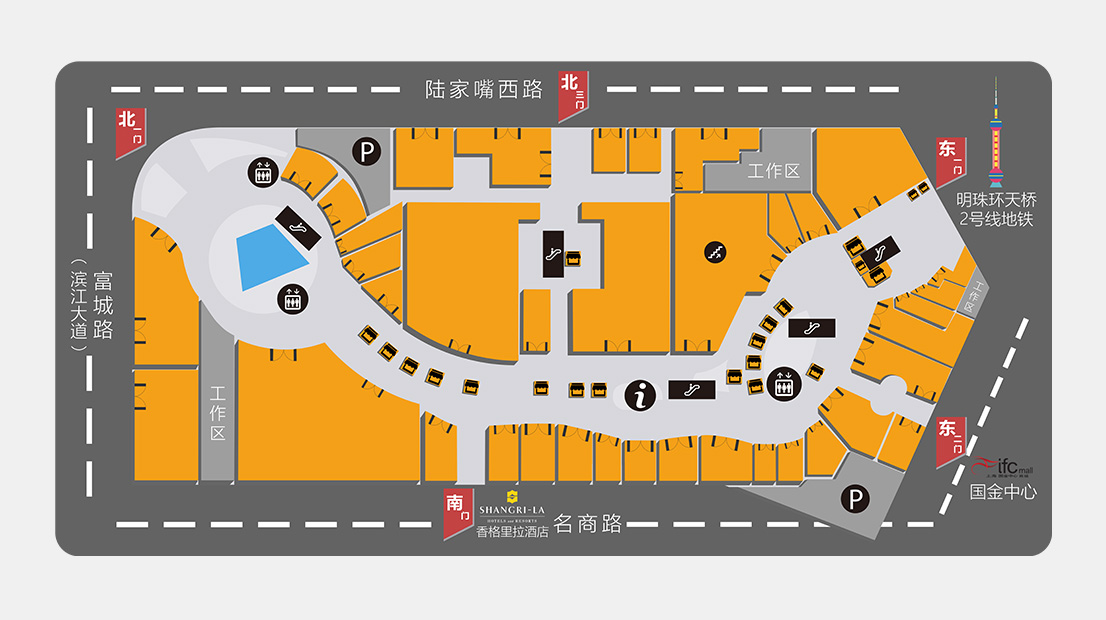 陆家嘴西路
北三门
北一门
P
东一门
工作区
明珠环天桥
2号线地铁
富城路
(滨江大道)
工作区
工作区
i
东二门
ifc mall
国金中心
P
南门
SHANGRI-LA
HOTELS and RESORTS
香格里拉酒店
名商路